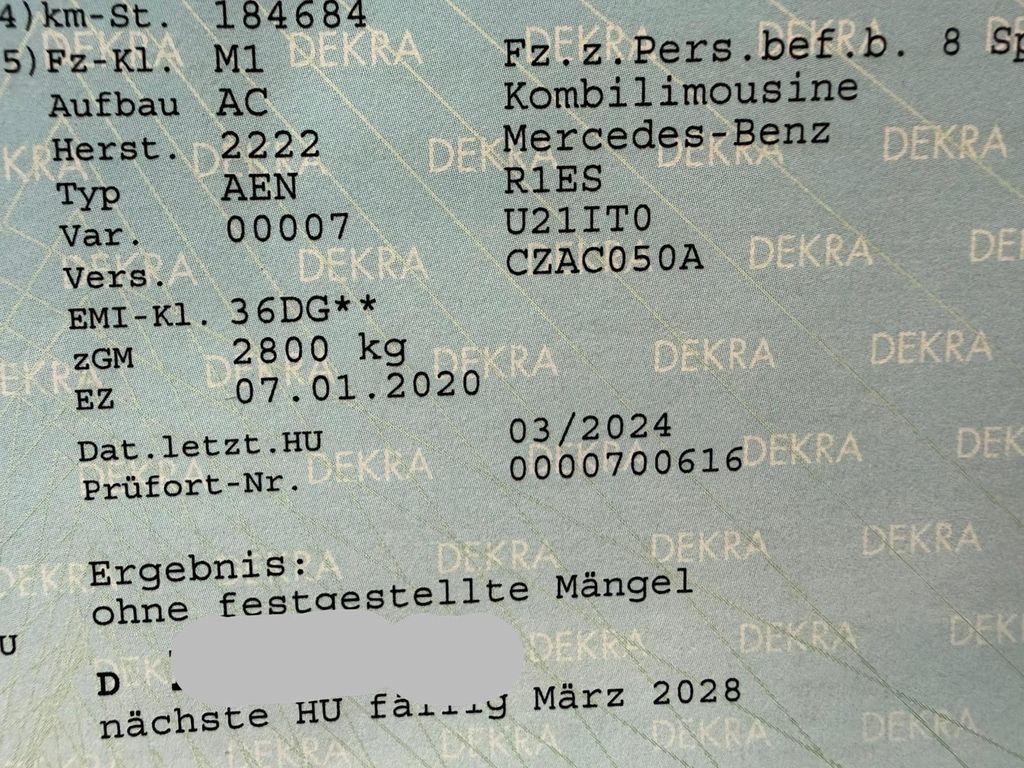 4) km-St. 184684
5) Fz-Kl. M1 Fz.z.Pers.bef.b. 8
Aufbau AC Kombilimousine
Herst. 2222 Mercedes-Benz
Typ AEN R1ES
Var. 00007 U21IT0
Vers. CZAC050A
EMI-Kl. 36DG**
zGM 2800 kg
EZ 07.01.2020
Dat.letzt.HU 03/2024
Prüfort-Nr. 0000700616
Ergebnis:
ohne festgestellte Mängel
U
D
nächste HU fällig März 2028
DEKRA